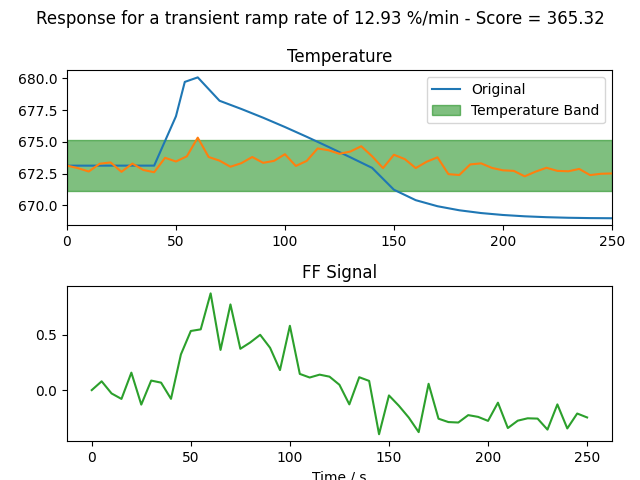 Response for a transient ramp rate of 12.93 %/min - Score = 365.32
Temperature
680.0
677.5
675.0
672.5
670.0
Original
Temperature Band
0 50 100 150 200 250
FF Signal
0.5
0.0
0 50 100 150 200 250
Time / s